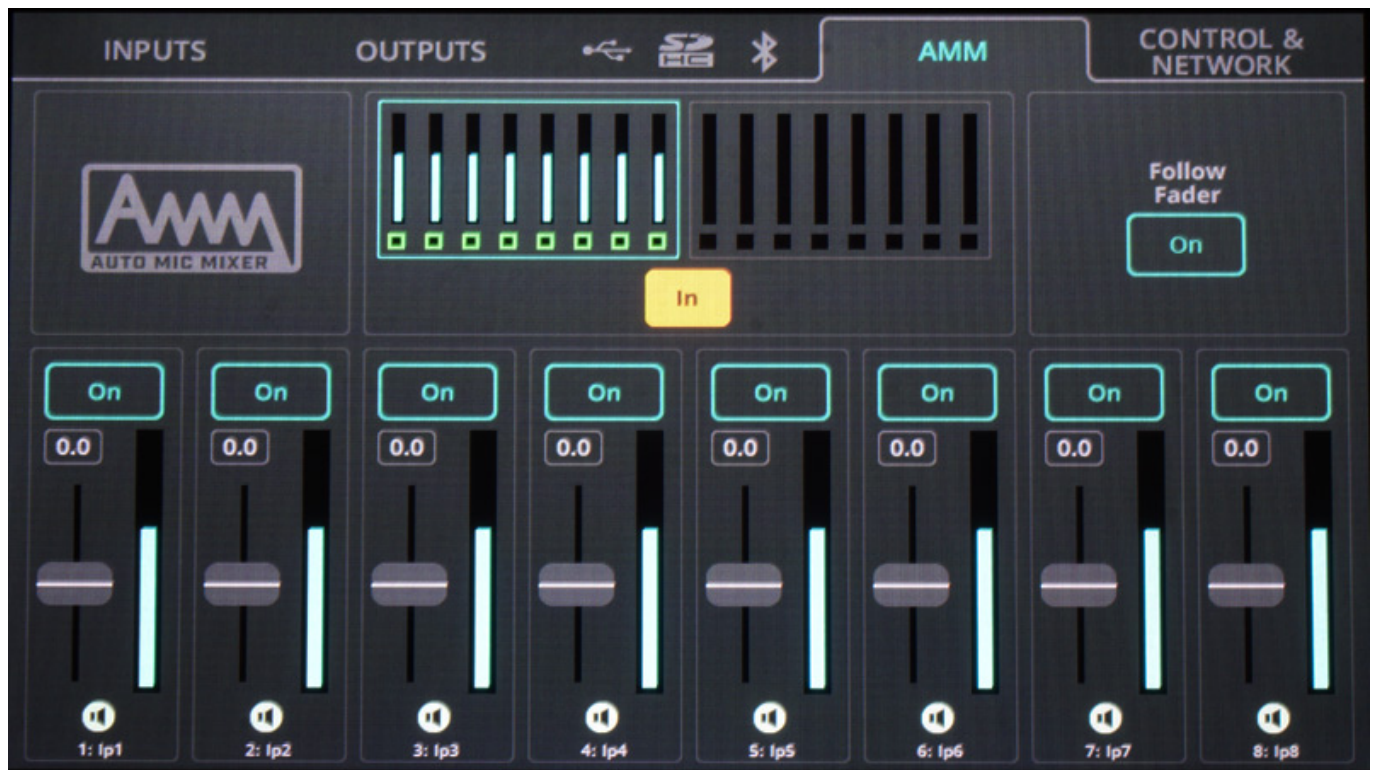 INPUTS
OUTPUTS
SD
HC
AMM
CONTROL &
NETWORK
AMM
AUTO MIC MIXER
Follow
Fader
On
In
On
On
On
On
On
On
On
On
0.0
0.0
0.0
0.0
0.0
0.0
0.0
0.0
1: Ip1
2: Ip2
3: Ip3
4: Ip4
5: Ip5
6: Ip6
7: Ip7
8: Ip8